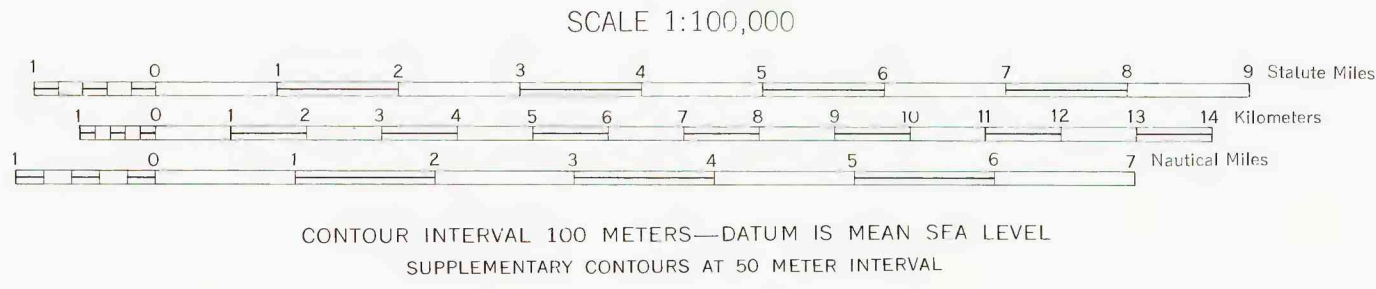 SCALE 1:100,000
1 0 1 2 3 4 5 6 7 8 9 Statute Miles
1 0 1 2 3 4 5 6 7 8 9 10 11 12 13 14 Kilometers
1 0 1 2 3 4 5 6 7 Nautical Miles
CONTOUR INTERVAL 100 METERS—DATUM IS MEAN SEA LEVEL
SUPPLEMENTARY CONTOURS AT 50 METER INTERVAL